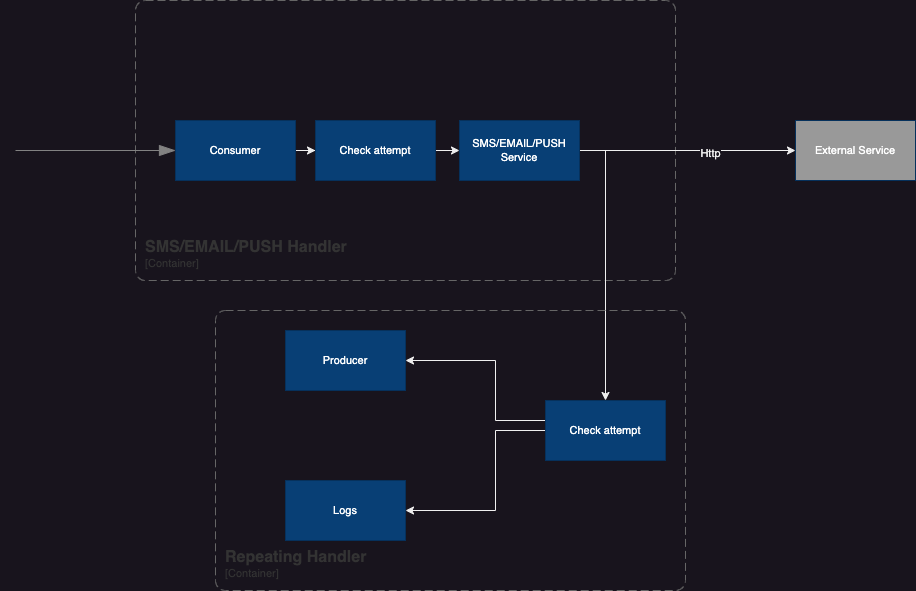 Consumer
Check attempt
SMS/EMAIL/PUSH
Service
Http
External Service
SMS/EMAIL/PUSH Handler
[Container]
Producer
Check attempt
Logs
Repeating Handler
[Container]